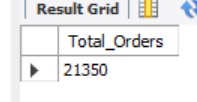 Result Grid
Total_Orders
21350